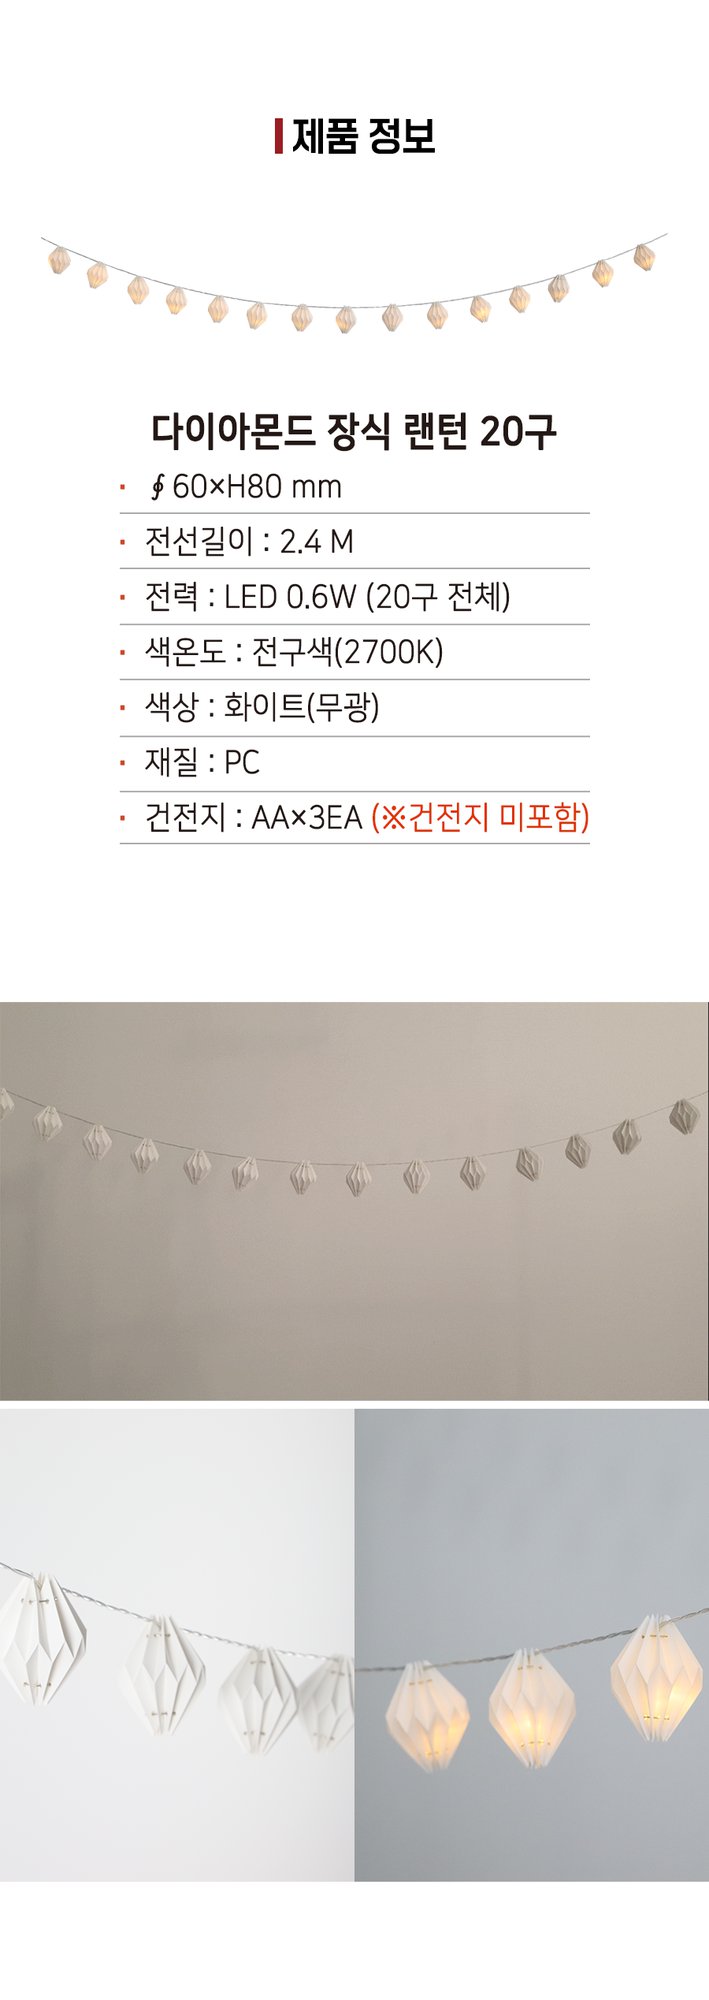 제품 정보
다이아몬드 장식 랜턴 20구
· ∮ 60×H80 mm
· 전선길이 : 2.4 M
· 전력 : LED 0.6W (20구 전체)
· 색온도 : 전구색(2700K)
· 색상 : 화이트(무광)
· 재질 : PC
· 건전지 : AA×3EA (※건전지 미포함)